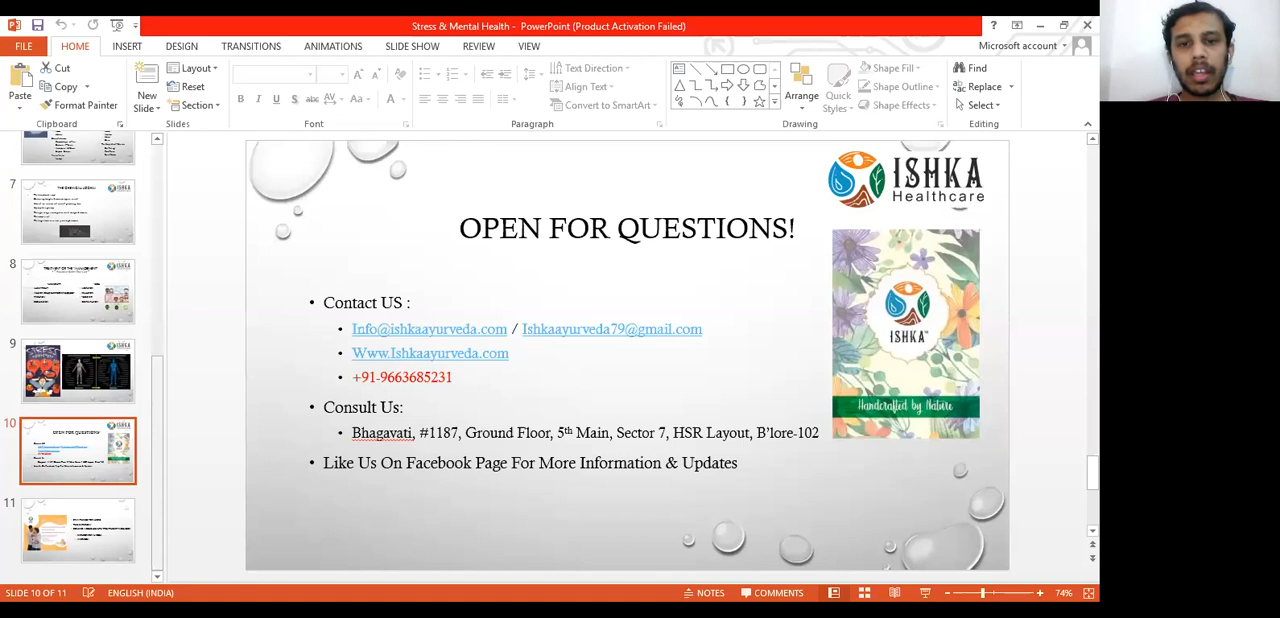 Stress & Mental Health - PowerPoint (Product Activation Failed)
FILE HOME INSERT DESIGN TRANSITIONS ANIMATIONS SLIDE SHOW REVIEW VIEW Microsoft account
Paste
Cut
Copy
Format Painter
Clipboard
New Slide
Layout
Reset
Section
Slides
Font
Text Direction
Align Text
Convert to SmartArt
Paragraph
Arrange
Quick Styles
Shape Fill
Shape Outline
Shape Effects
Drawing
Find
Replace
Select
Editing
7
8
9
10
OPEN FOR QUESTIONS!
11
ISHKA
Healthcare
OPEN FOR QUESTIONS!
• Contact US :
• Info@ishkaayurveda.com / Ishkaayurveda79@gmail.com
• Www.Ishkaayurveda.com
• +91-9663685231
• Consult Us:
• Bhagavati, #1187, Ground Floor, 5th Main, Sector 7, HSR Layout, B'lore-102
• Like Us On Facebook Page For More Information & Updates
ISHKA™
Handcrafted by Nature
SLIDE 10 OF 11 ENGLISH (INDIA) NOTES COMMENTS 74%